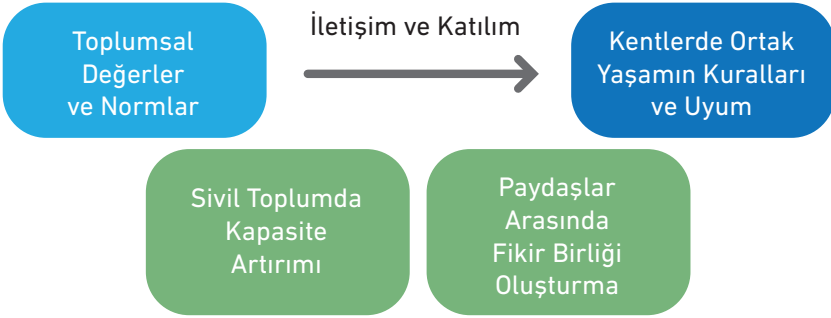 Toplumsal
Değerler
ve Normlar
İletişim ve Katılım
Kentlerde Ortak
Yaşamın Kuralları
ve Uyum
Sivil Toplumda
Kapasite
Artırımı
Paydaşlar
Arasında
Fikir Birliği
Oluşturma